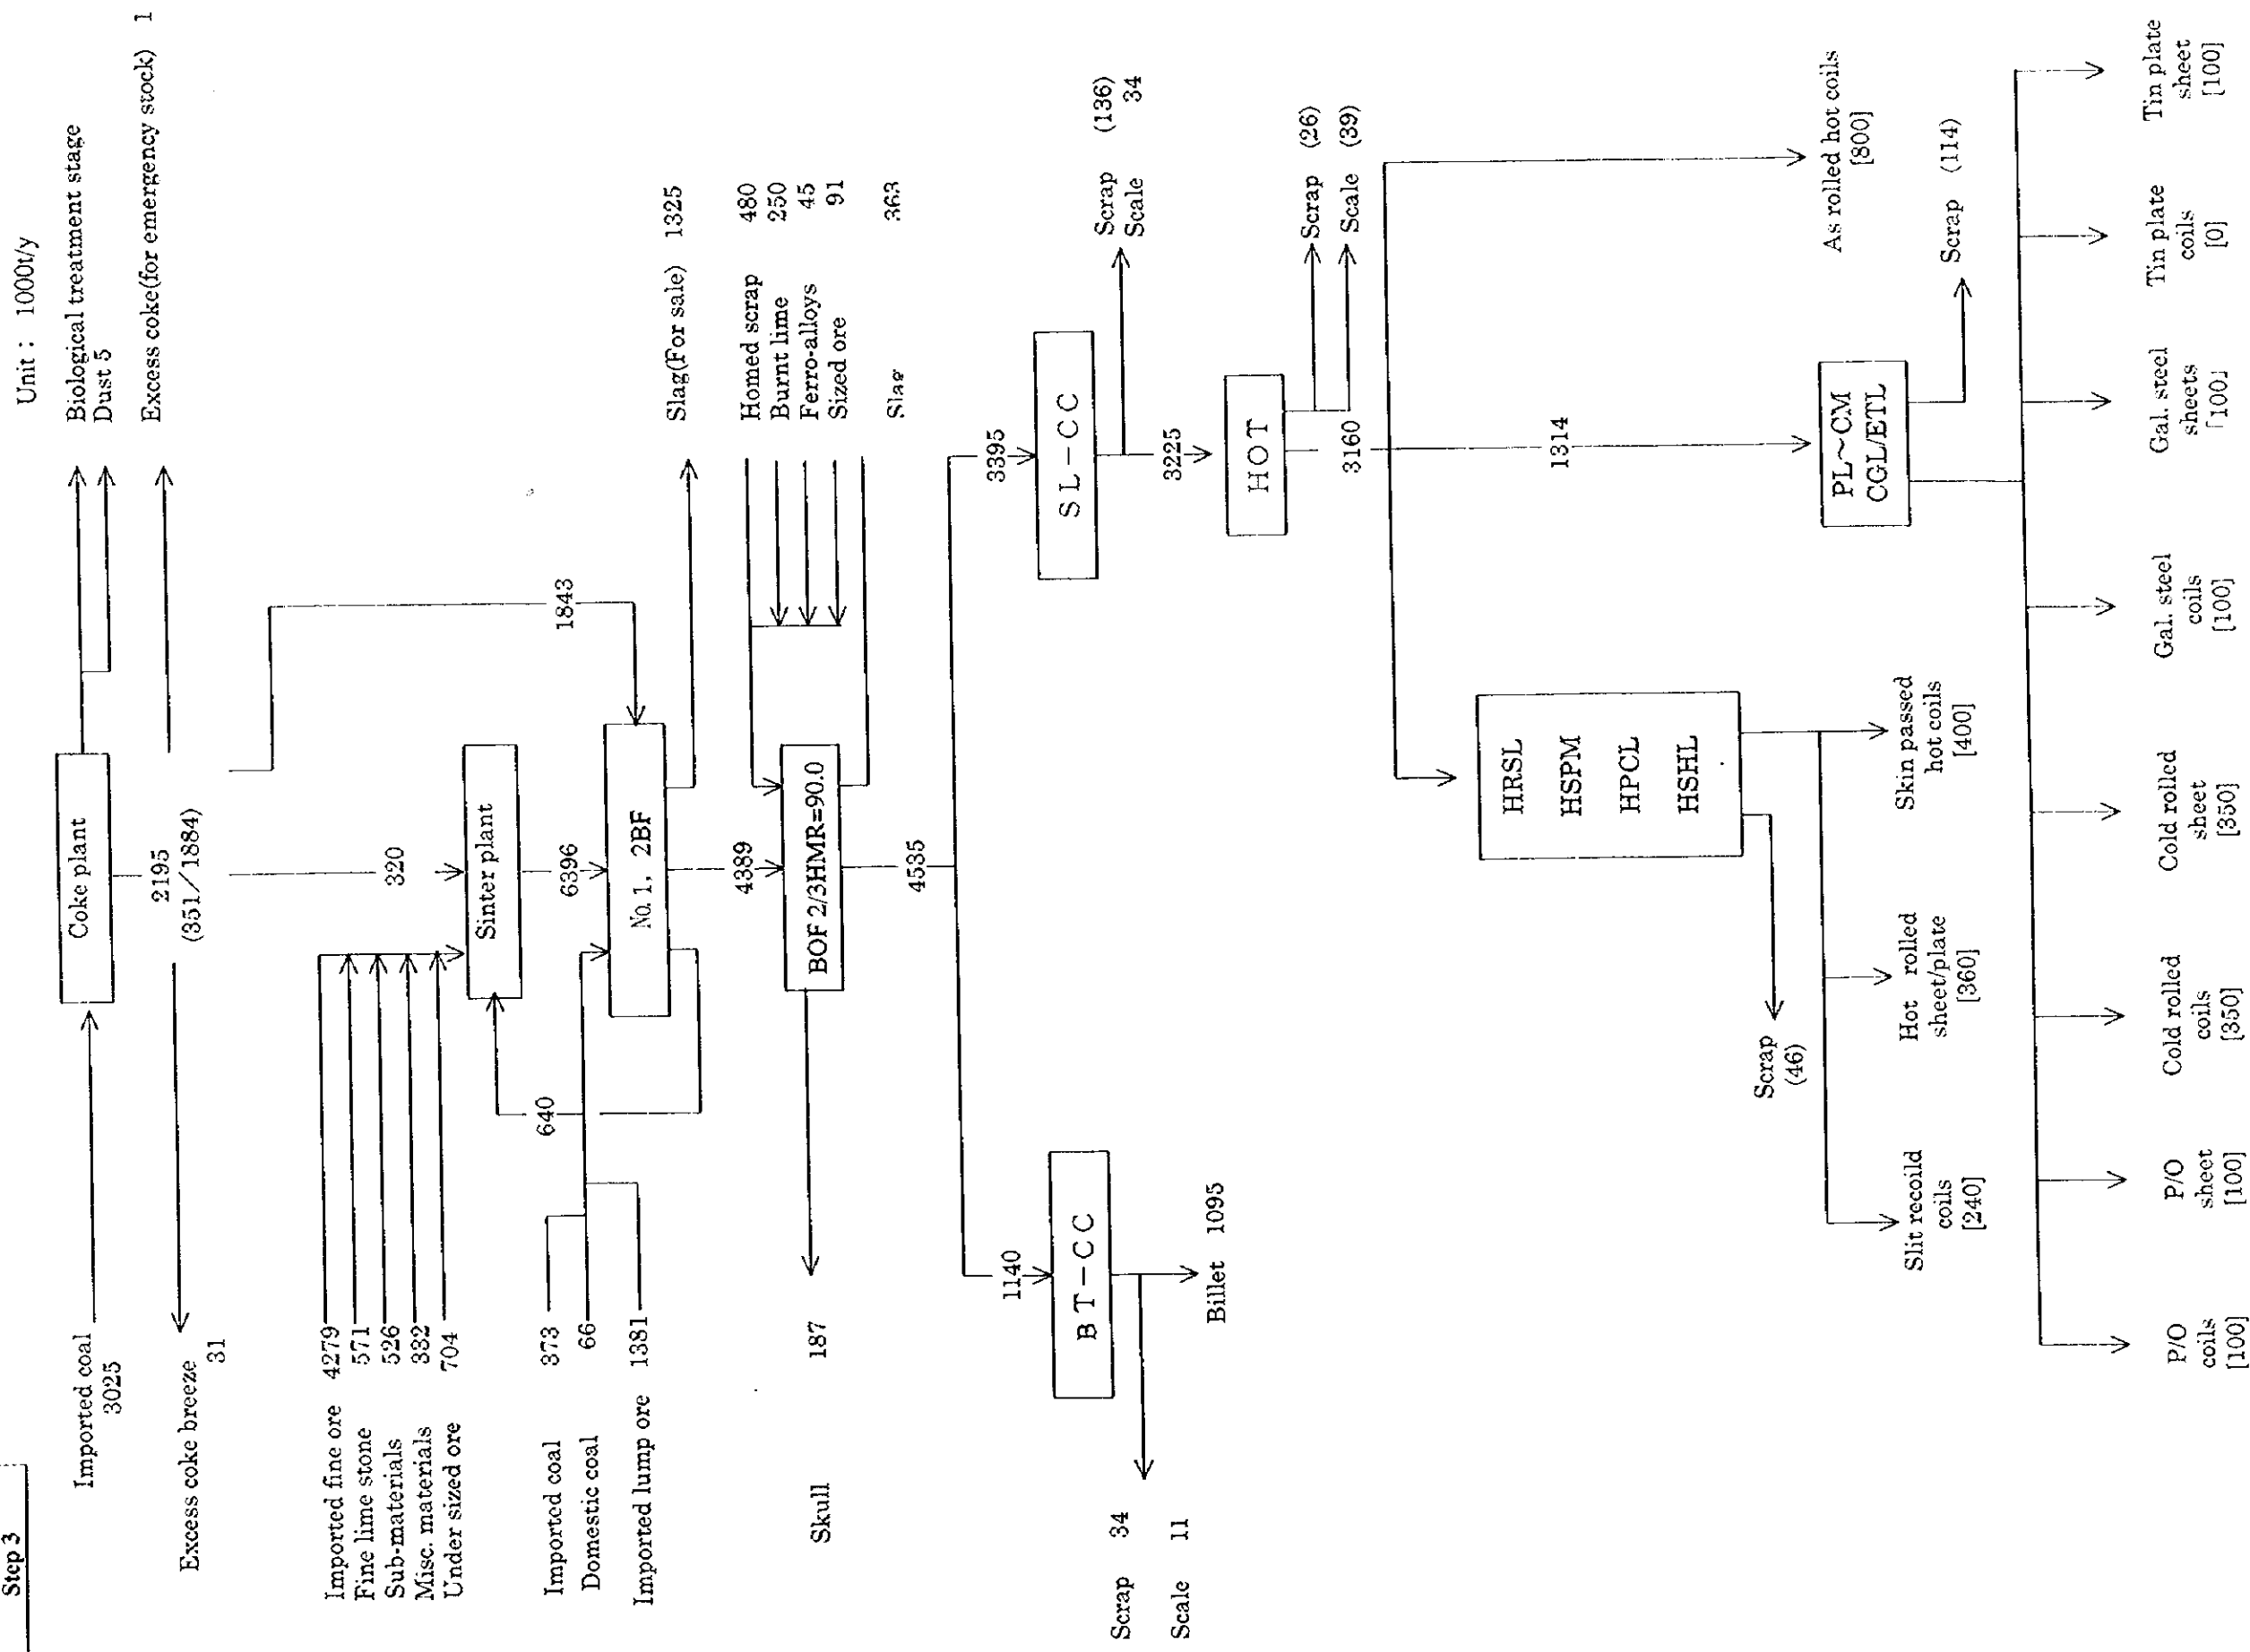 Step 3
Unit : 1000t/y
Imported coal
3025
Coke plant
Biological treatment stage
Dust 5
Excess coke breeze
31
2195
(351/1884)
Excess coke(for emergency stock) 1
320
1843
Imported fine ore 4279
Fine lime stone 571
Sub-materials 526
Misc. materials 332
Under sized ore 704
Sinter plant
6396
640
Imported coal 373
Domestic coal 66
Imported lump ore 1381
No.1, 2BF
Slag(For sale) 1325
4389
Homed scrap 480
Burnt lime 250
Ferro-alloys 45
Sized ore 91
BOF 2/3HMR=90.0
Skull 187
Slag 363
4535
1140
3395
BT-CC
SL-CC
Scrap 34
Scale 11
Billet 1095
Scrap (136)
Scale 34
3225
HOT
Scrap (26)
Scale (39)
3160
1314
As rolled hot coils
[800]
HRSL
HSPM
HPCL
HSHL
Scrap
(46)
PL~CM
CGL/ETL
Scrap (114)
Slit recoild
coils
[240]
Hot rolled
sheet/plate
[360]
Skin passed
hot coils
[400]
P/O
coils
[100]
P/O
sheet
[100]
Cold rolled
coils
[350]
Cold rolled
sheet
[350]
Gal. steel
coils
[100]
Gal. steel
sheets
[100]
Tin plate
coils
[0]
Tin plate
sheet
[100]